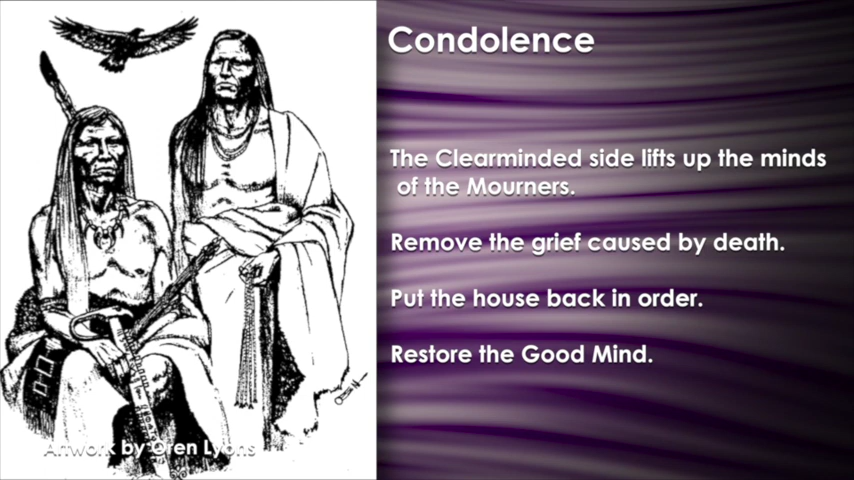 Condolence
The Clearminded side lifts up the minds
of the Mourners.
Remove the grief caused by death.
Put the house back in order.
Restore the Good Mind.
Artwork by Oren Lyons